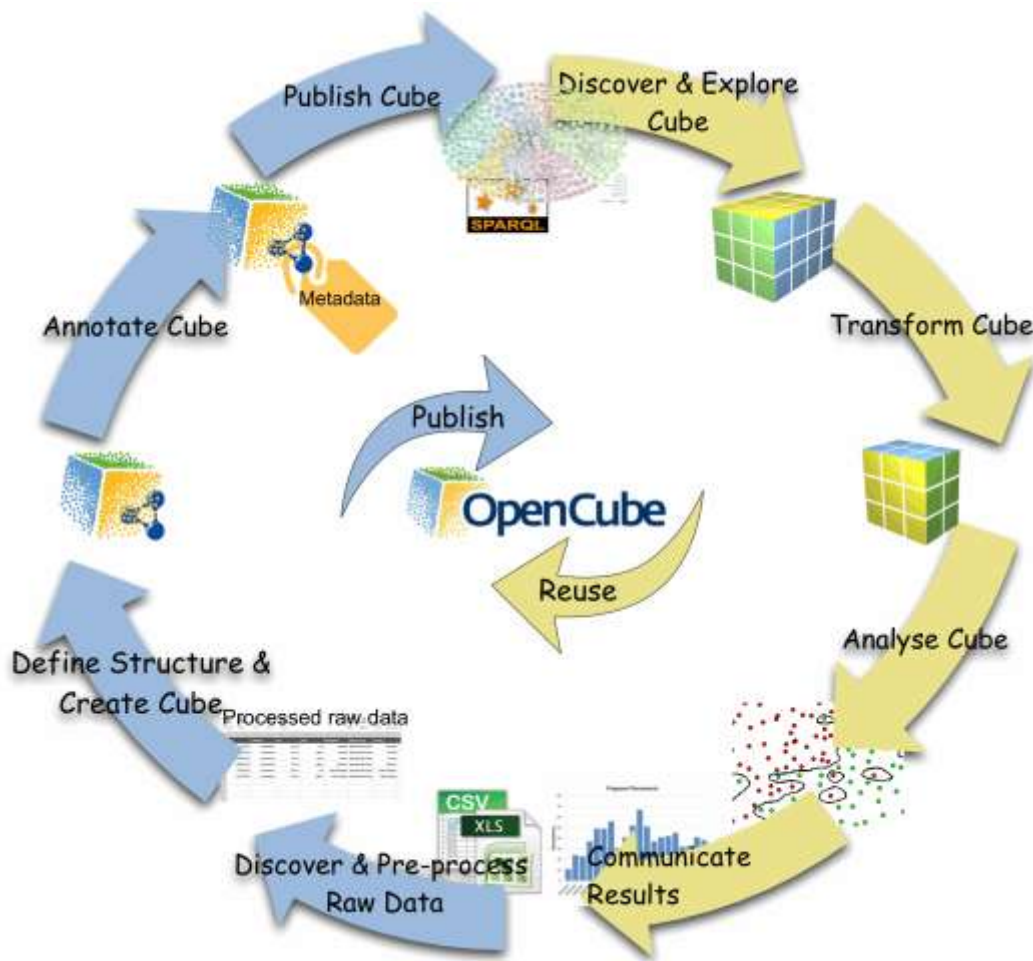 Publish Cube
Discover & Explore
Cube
SPARQL
Metadata
Annotate Cube
Transform Cube
Publish
OpenCube
Reuse
Analyse Cube
Define Structure &
Create Cube
Processed raw data
CSV
XLS
Discover & Pre-process
Raw Data
Communicate
Results